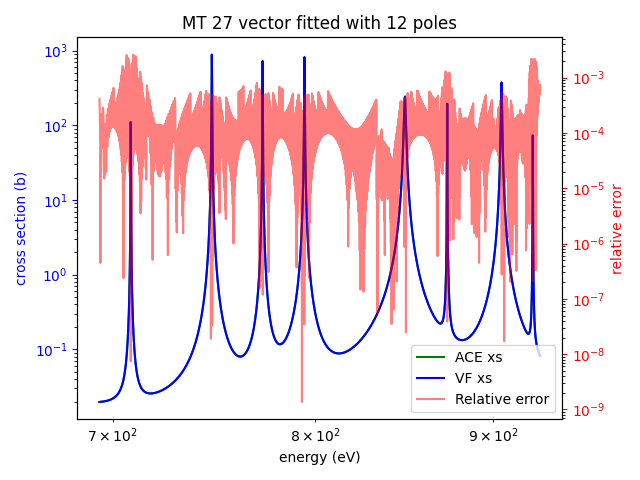 MT 27 vector fitted with 12 poles
cross section (b)
10³
10²
10¹
10⁰
10⁻¹
10⁻³
10⁻⁴
10⁻⁵
10⁻⁶
10⁻⁷
10⁻⁸
10⁻⁹
relative error
ACE xs
VF xs
Relative error
7 × 10²
8 × 10²
9 × 10²
energy (eV)